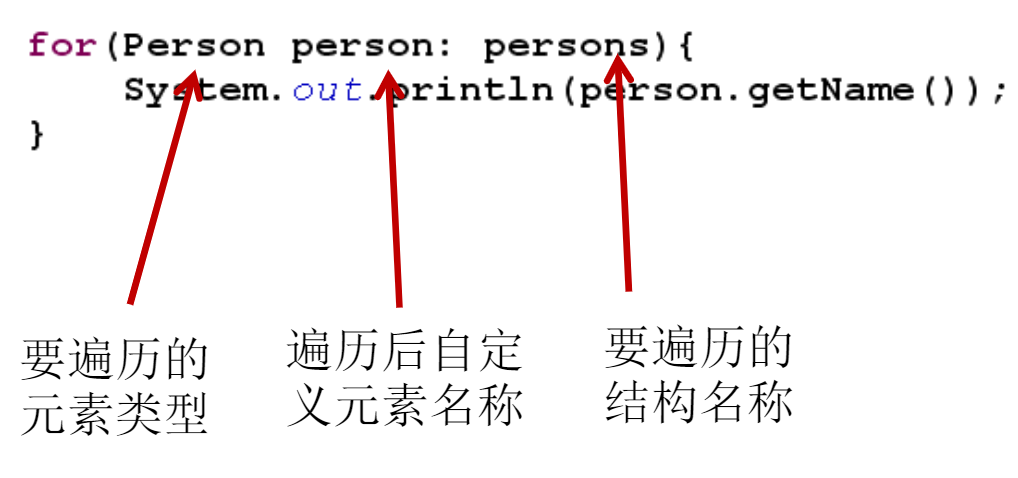 for(Person person: persons){
System.out.println(person.getName());
}
要遍历的
元素类型
遍历后自定
义元素名称
要遍历的
结构名称